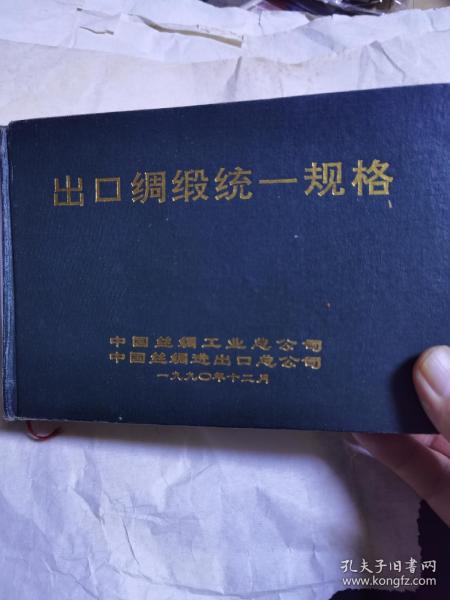 出口绸缎统一规格
中国丝绸工业总公司
中国丝绸进出口总公司
一九九〇年十二月
孔夫子旧书网
www.kongfz.com